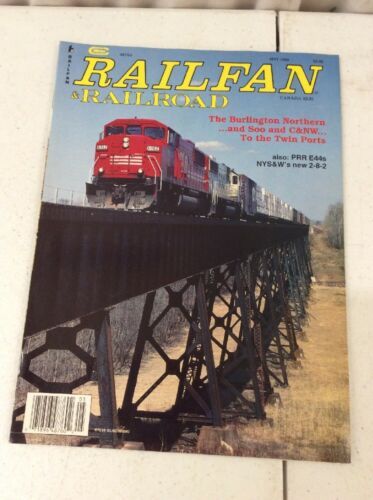 RAILFAN
RAILFAN
& RAILROAD
The Burlington Northern
...and Soo and C&NW...
To the Twin Ports
also: PRR E44s
NYS&W's new 2-8-2